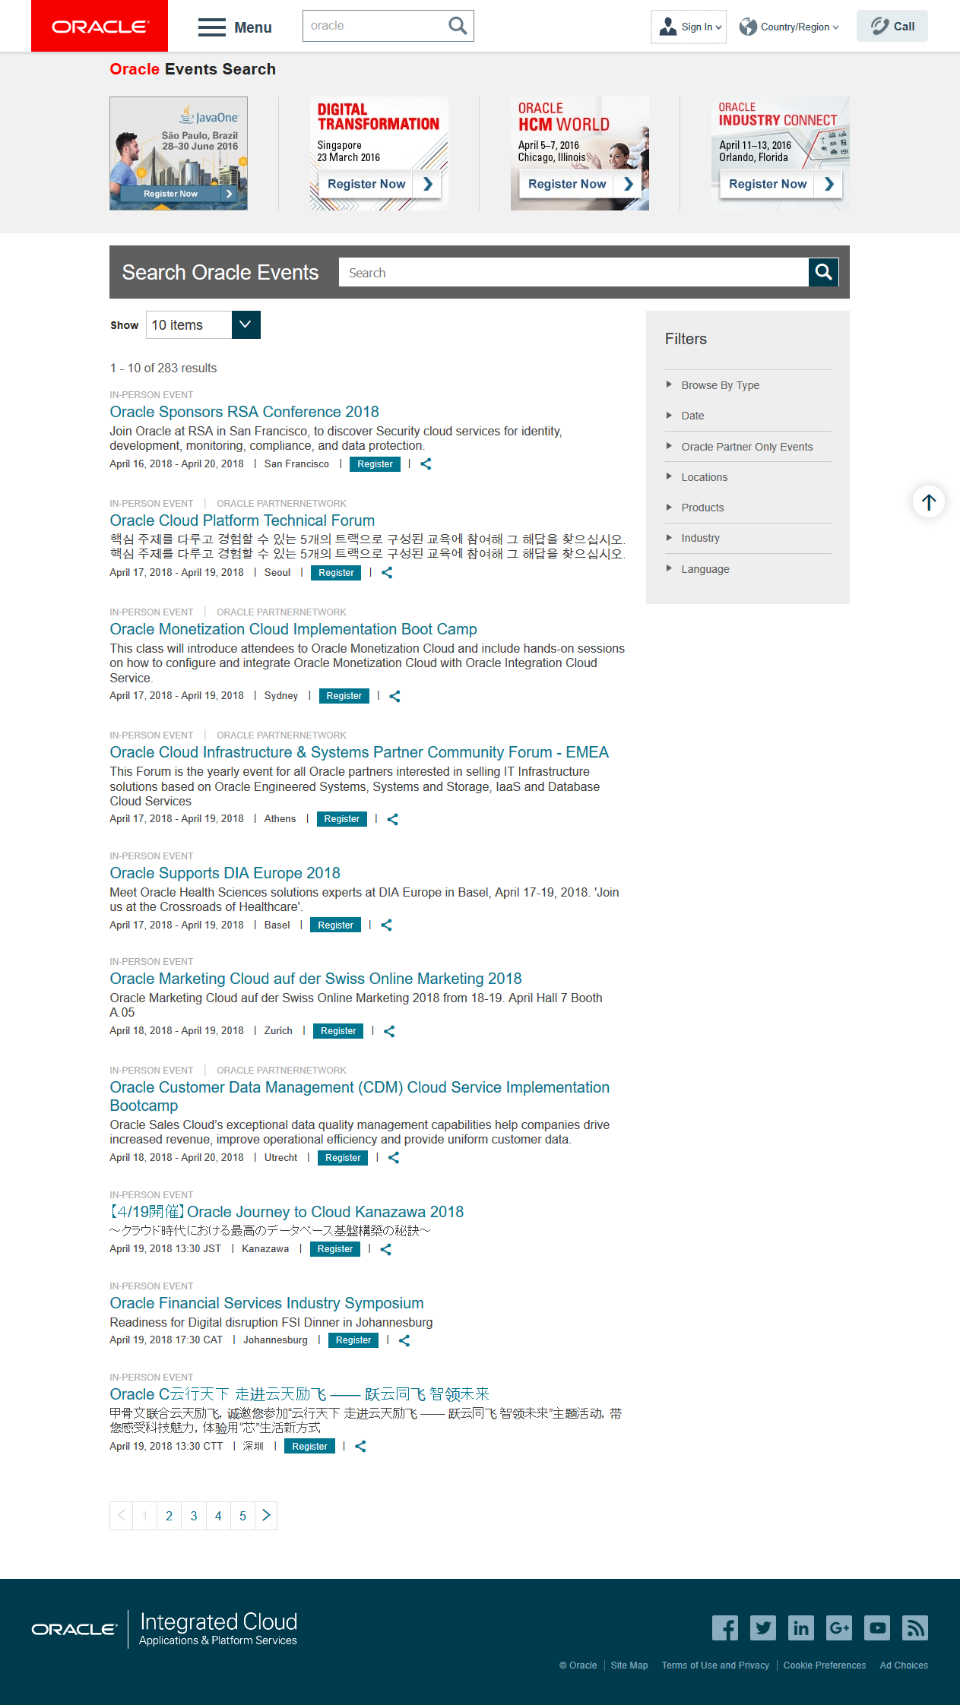 ORACLE
Menu
oracle
Sign In
Country/Region
Call
Oracle Events Search
JavaOne
São Paulo, Brazil
28–30 June 2016
Register Now
DIGITAL
TRANSFORMATION
Singapore
23 March 2016
Register Now
ORACLE
HCM WORLD
April 5–7, 2016
Chicago, Illinois
Register Now
ORACLE
INDUSTRY CONNECT
April 11–13, 2016
Orlando, Florida
Register Now
Search Oracle Events
Search
Show 10 items
1 - 10 of 283 results
IN-PERSON EVENT
Oracle Sponsors RSA Conference 2018
Join Oracle at RSA in San Francisco, to discover Security cloud services for identity,
development, monitoring, compliance, and data protection.
April 16, 2018 - April 20, 2018 | San Francisco | Register |
IN-PERSON EVENT | ORACLE PARTNERNETWORK
Oracle Cloud Platform Technical Forum
핵심 주제를 다루고 경험할 수 있는 5개의 트랙으로 구성된 교육에 참여해 그 해답을 찾으십시오.
핵심 주제를 다루고 경험할 수 있는 5개의 트랙으로 구성된 교육에 참여해 그 해답을 찾으십시오.
April 17, 2018 - April 19, 2018 | Seoul | Register |
IN-PERSON EVENT | ORACLE PARTNERNETWORK
Oracle Monetization Cloud Implementation Boot Camp
This class will introduce attendees to Oracle Monetization Cloud and include hands-on sessions
on how to configure and integrate Oracle Monetization Cloud with Oracle Integration Cloud
Service.
April 17, 2018 - April 19, 2018 | Sydney | Register |
IN-PERSON EVENT | ORACLE PARTNERNETWORK
Oracle Cloud Infrastructure & Systems Partner Community Forum - EMEA
This Forum is the yearly event for all Oracle partners interested in selling IT Infrastructure
solutions based on Oracle Engineered Systems, Systems and Storage, IaaS and Database
Cloud Services
April 17, 2018 - April 19, 2018 | Athens | Register |
IN-PERSON EVENT
Oracle Supports DIA Europe 2018
Meet Oracle Health Sciences solutions experts at DIA Europe in Basel, April 17-19, 2018. 'Join
us at the Crossroads of Healthcare'.
April 17, 2018 - April 19, 2018 | Basel | Register |
IN-PERSON EVENT
Oracle Marketing Cloud auf der Swiss Online Marketing 2018
Oracle Marketing Cloud auf der Swiss Online Marketing 2018 from 18-19. April Hall 7 Booth
A.05
April 18, 2018 - April 19, 2018 | Zurich | Register |
IN-PERSON EVENT | ORACLE PARTNERNETWORK
Oracle Customer Data Management (CDM) Cloud Service Implementation
Bootcamp
Oracle Sales Cloud's exceptional data quality management capabilities help companies drive
increased revenue, improve operational efficiency and provide uniform customer data.
April 18, 2018 - April 20, 2018 | Utrecht | Register |
IN-PERSON EVENT
【4/19開催】Oracle Journey to Cloud Kanazawa 2018
～クラウド時代における最高のデータベース基盤構築の秘訣～
April 19, 2018 13:30 JST | Kanazawa | Register |
IN-PERSON EVENT
Oracle Financial Services Industry Symposium
Readiness for Digital disruption FSI Dinner in Johannesburg
April 19, 2018 17:30 CAT | Johannesburg | Register |
IN-PERSON EVENT
Oracle C云行天下 走进云天励飞 —— 跃云同飞 智领未来
甲骨文联合云天励飞，诚邀您参加“云行天下 走进云天励飞 —— 跃云同飞 智领未来”主题活动，带
您感受科技魅力，体验用“芯”生活新方式
April 19, 2018 13:30 CTT | 深圳 | Register |
Filters
Browse By Type
Date
Oracle Partner Only Events
Locations
Products
Industry
Language
1 2 3 4 5
ORACLE
Integrated Cloud
Applications & Platform Services
© Oracle | Site Map Terms of Use and Privacy | Cookie Preferences Ad Choices